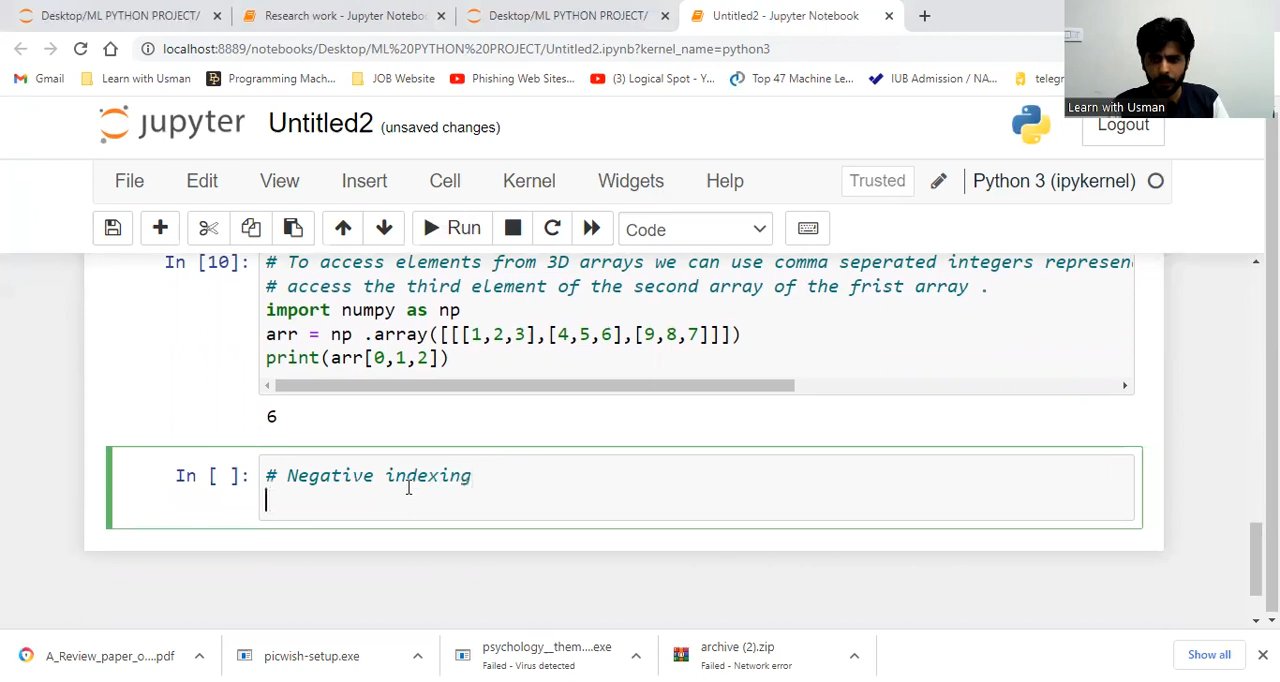 Desktop/ML PYTHON PROJECT/
Research work - Jupyter Noteboo
Desktop/ML PYTHON PROJECT/
Untitled2 - Jupyter Notebook
localhost:8889/notebooks/Desktop/ML%20PYTHON%20PROJECT/Untitled2.ipynb?kernel_name=python3
Gmail
Learn with Usman
Programming Mach...
JOB Website
Phishing Web Sites...
(3) Logical Spot - Y...
Top 47 Machine Le...
IUB Admission / NA...
telegr
Learn with Usman
jupyter
Untitled2 (unsaved changes)
Logout
File Edit View Insert Cell Kernel Widgets Help
Trusted
Python 3 (ipykernel)
Run
Code
In [10]:
# To access elements from 3D arrays we can use comma seperated integers represen
# access the third element of the second array of the frist array .
import numpy as np
arr = np .array([[[1,2,3],[4,5,6],[9,8,7]]])
print(arr[0,1,2])
6
In [ ]:
# Negative indexing
A_Review_paper_o....pdf
picwish-setup.exe
psychology__them....exe
Failed - Virus detected
archive (2).zip
Failed - Network error
Show all